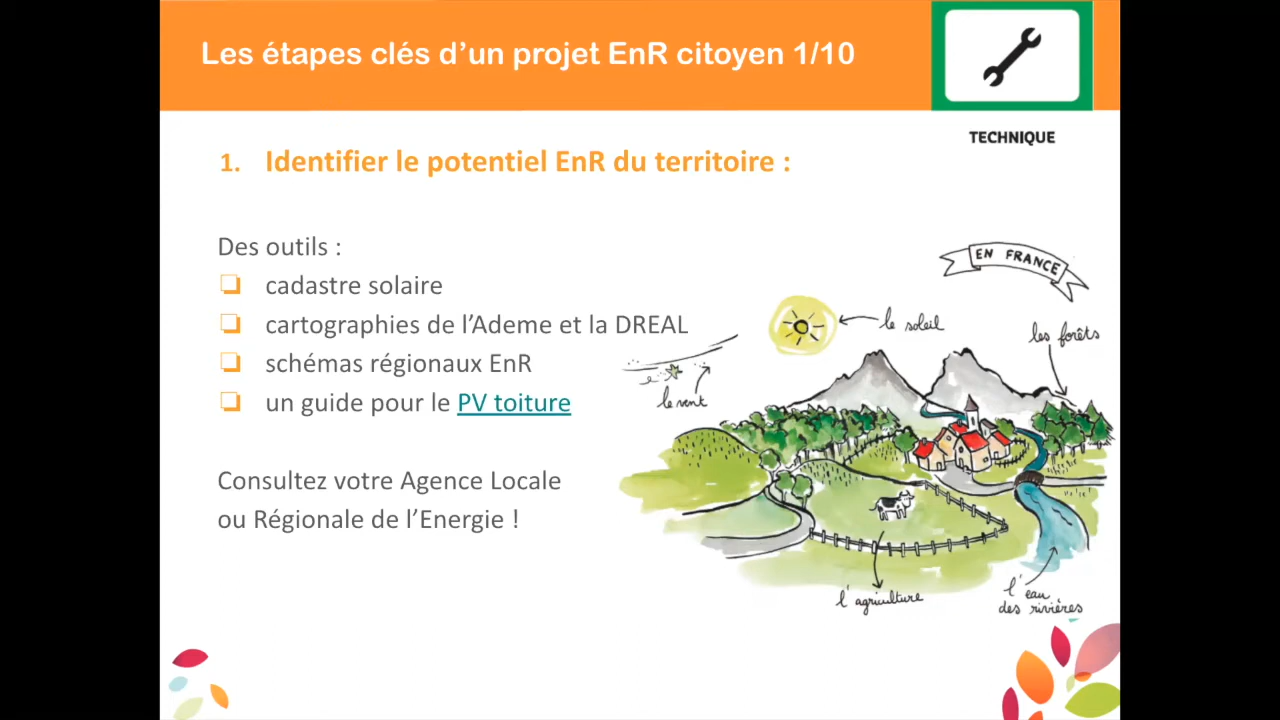 Les étapes clés d'un projet EnR citoyen 1/10
TECHNIQUE
1. Identifier le potentiel EnR du territoire :
Des outils :
cadastre solaire
cartographies de l'Ademe et la DREAL
schémas régionaux EnR
un guide pour le PV toiture
Consultez votre Agence Locale
ou Régionale de l'Energie !
EN FRANCE
le soleil
les forêts
le vent
l'agriculture
l'eau
des rivières